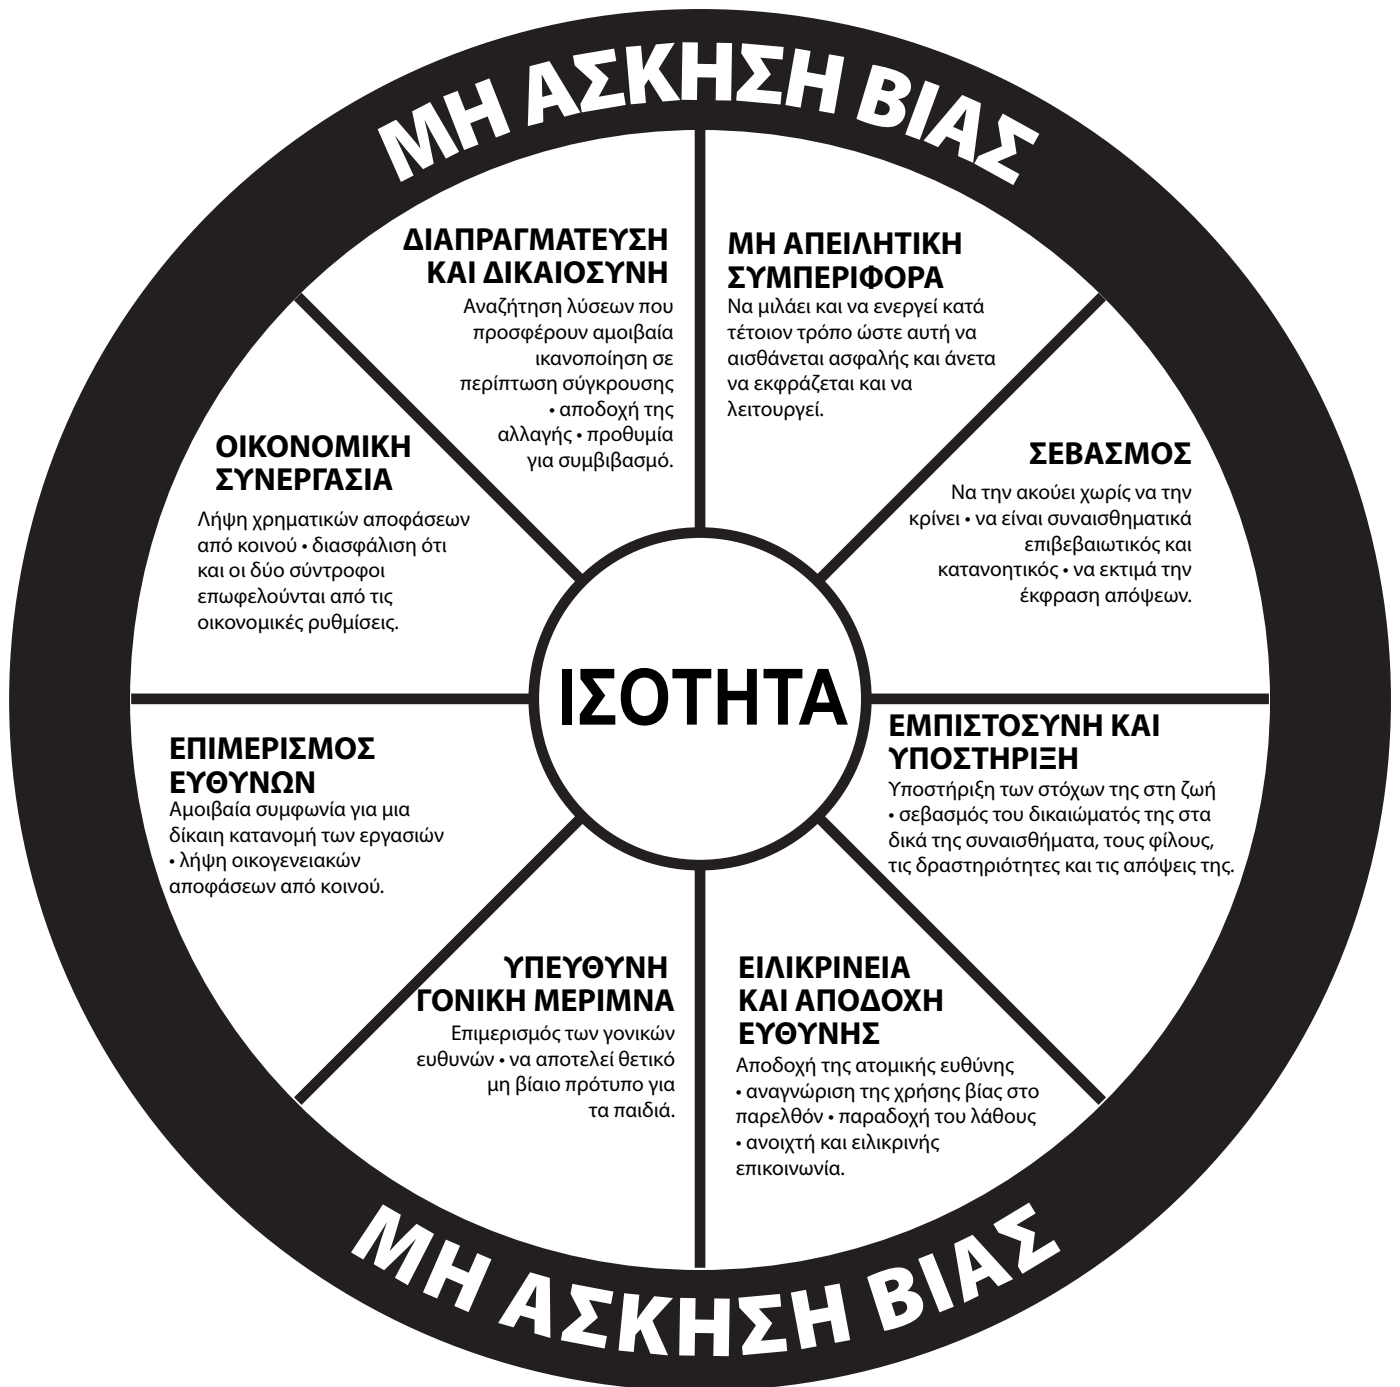 ΜΗ ΑΣΚΗΣΗ ΒΙΑΣ
ΔΙΑΠΡΑΓΜΑΤΕΥΣΗ
ΚΑΙ ΔΙΚΑΙΟΣΥΝΗ
Αναζήτηση λύσεων που
προσφέρουν αμοιβαία
ικανοποίηση σε
περίπτωση σύγκρουσης
• αποδοχή της
αλλαγής • προθυμία
για συμβιβασμό.
ΜΗ ΑΠΕΙΛΗΤΙΚΗ
ΣΥΜΠΕΡΙΦΟΡΑ
Να μιλάει και να ενεργεί κατά
τέτοιον τρόπο ώστε αυτή να
αισθάνεται ασφαλής και άνετα
να εκφράζεται και να
λειτουργεί.
ΟΙΚΟΝΟΜΙΚΗ
ΣΥΝΕΡΓΑΣΙΑ
Λήψη χρηματικών αποφάσεων
από κοινού • διασφάλιση ότι
και οι δύο σύντροφοι
επωφελούνται από τις
οικονομικές ρυθμίσεις.
ΣΕΒΑΣΜΟΣ
Να την ακούει χωρίς να την
κρίνει • να είναι συναισθηματικά
επιβεβαιωτικός και
κατανοητικός • να εκτιμά την
έκφραση απόψεων.
ΙΣΟΤΗΤΑ
ΕΠΙΜΕΡΙΣΜΟΣ
ΕΥΘΥΝΩΝ
Αμοιβαία συμφωνία για μια
δίκαιη κατανομή των εργασιών
• λήψη οικογενειακών
αποφάσεων από κοινού.
ΕΜΠΙΣΤΟΣΥΝΗ ΚΑΙ
ΥΠΟΣΤΗΡΙΞΗ
Υποστήριξη των στόχων της στη ζωή
• σεβασμός του δικαιώματός της στα
δικά της συναισθήματα, τους φίλους,
τις δραστηριότητες και τις απόψεις της.
ΥΠΕΥΘΥΝΗ
ΓΟΝΙΚΗ ΜΕΡΙΜΝΑ
Επιμερισμός των γονικών
ευθυνών • να αποτελεί θετικό
μη βίαιο πρότυπο για
τα παιδιά.
ΕΙΛΙΚΡΙΝΕΙΑ
ΚΑΙ ΑΠΟΔΟΧΗ
ΕΥΘΥΝΗΣ
Αποδοχή της ατομικής ευθύνης
• αναγνώριση της χρήσης βίας στο
παρελθόν • παραδοχή του λάθους
• ανοιχτή και ειλικρινής
επικοινωνία.
ΜΗ ΑΣΚΗΣΗ ΒΙΑΣ